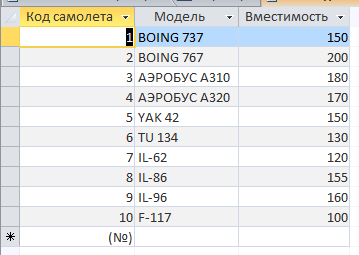 Код самолета Модель Вместимость
1 BOING 737 150
2 BOING 767 200
3 АЭРОБУС А310 180
4 АЭРОБУС А320 170
5 YAK 42 150
6 TU 134 130
7 IL-62 120
8 IL-86 155
9 IL-96 160
10 F-117 100
(№)